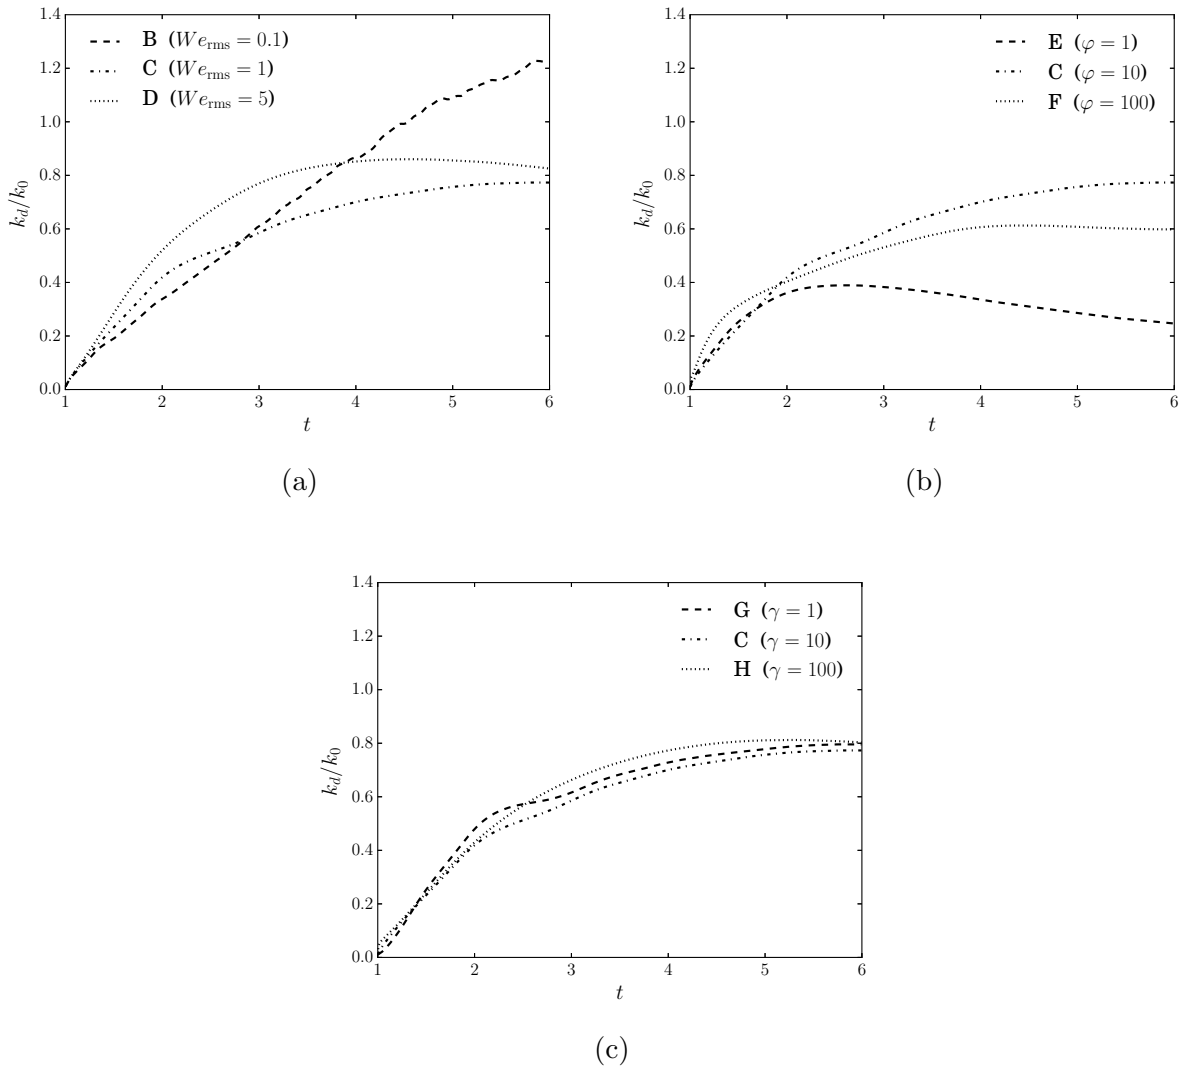 1.4
1.2
1.0
0.8
0.6
0.4
0.2
0.0
k_d/k_0
B (We_rms = 0.1)
C (We_rms = 1)
D (We_rms = 5)
1 2 3 4 5 6
t
(a)
1.4
1.2
1.0
0.8
0.6
0.4
0.2
0.0
k_d/k_0
E (φ = 1)
C (φ = 10)
F (φ = 100)
1 2 3 4 5 6
t
(b)
1.4
1.2
1.0
0.8
0.6
0.4
0.2
0.0
k_d/k_0
G (γ = 1)
C (γ = 10)
H (γ = 100)
1 2 3 4 5 6
t
(c)